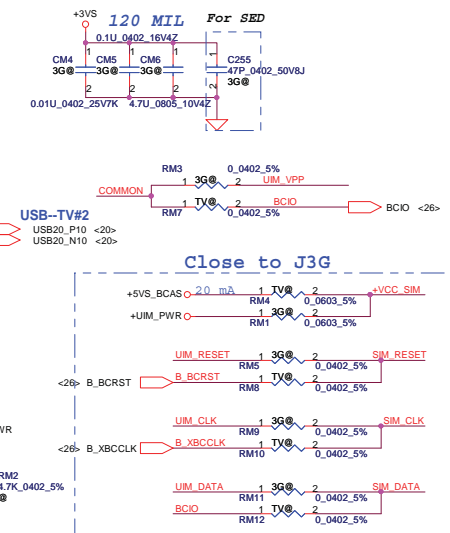 +3VS
120 MIL
For SED
0.1U_0402_16V4Z
1 1 1 1
CM4 CM5 CM6 C255
3G@ 3G@ 3G@ 47P_0402_50V8J
3G@
2 2 2 2
0.01U_0402_25V7K 4.7U_0805_10V4Z
RM3 0_0402_5%
1 3G@ 2 UIM_VPP
COMMON
1 TV@ 2 BCIO
RM7 0_0402_5%
BCIO <26>
USB--TV#2
USB20_P10 <20>
USB20_N10 <20>
Close to J3G
+5VS_BCAS 20 mA 1 TV@ 2 +VCC_SIM
RM4 0_0603_5%
+UIM_PWR 1 3G@ 2
RM1 0_0603_5%
UIM_RESET 1 3G@ 2 SIM_RESET
RM5 0_0402_5%
<26> B_BCRST B_BCRST 1 TV@ 2
RM8 0_0402_5%
UIM_CLK 1 3G@ 2 SIM_CLK
RM9 0_0402_5%
WR
<26> B_XBCCLK B_XBCCLK 1 TV@ 2
RM10 0_0402_5%
RM2
4.7K_0402_5%
@
UIM_DATA 1 3G@ 2 SIM_DATA
RM11 0_0402_5%
BCIO 1 TV@ 2
RM12 0_0402_5%